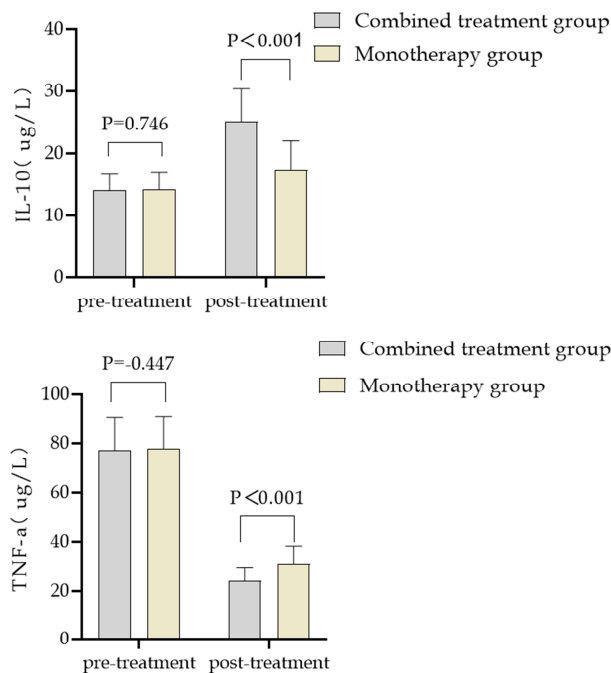 Combined treatment group
Monotherapy group
P<0.001
P=0.746
IL-10( ug/L)
40
30
20
10
0
pre-treatment
post-treatment
Combined treatment group
Monotherapy group
P=-0.447
P<0.001
TNF-a( ug/L)
100
80
60
40
20
0
pre-treatment
post-treatment